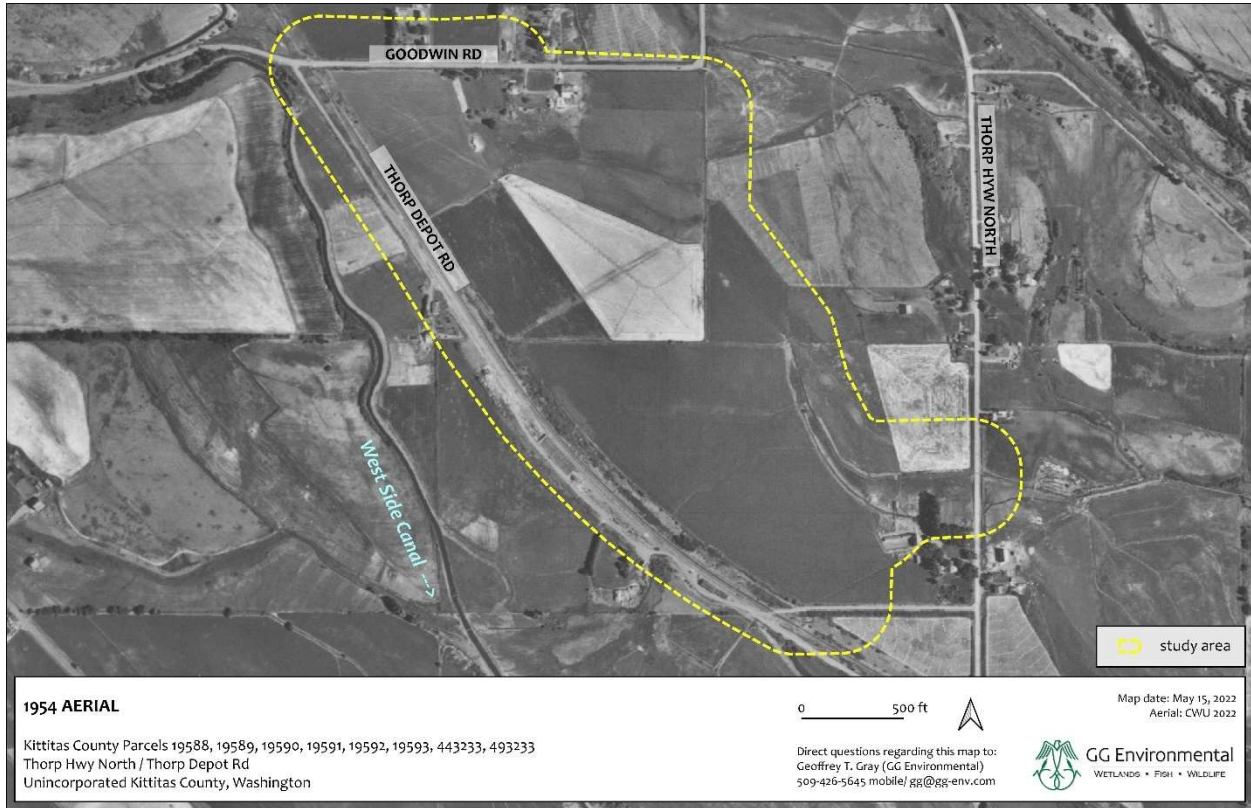 GOODWIN RD
THORP DEPOT RD
THORP HYW NORTH
West Side Canal --->
study area
1954 AERIAL
Kittitas County Parcels 19588, 19589, 19590, 19591, 19592, 19593, 443233, 493233
Thorp Hwy North / Thorp Depot Rd
Unincorporated Kittitas County, Washington
0 500 ft
Direct questions regarding this map to:
Geoffrey T. Gray (GG Environmental)
509-426-5645 mobile/ gg@gg-env.com
Map date: May 15, 2022
Aerial: CWU 2022
GG Environmental
WETLANDS • FISH • WILDLIFE